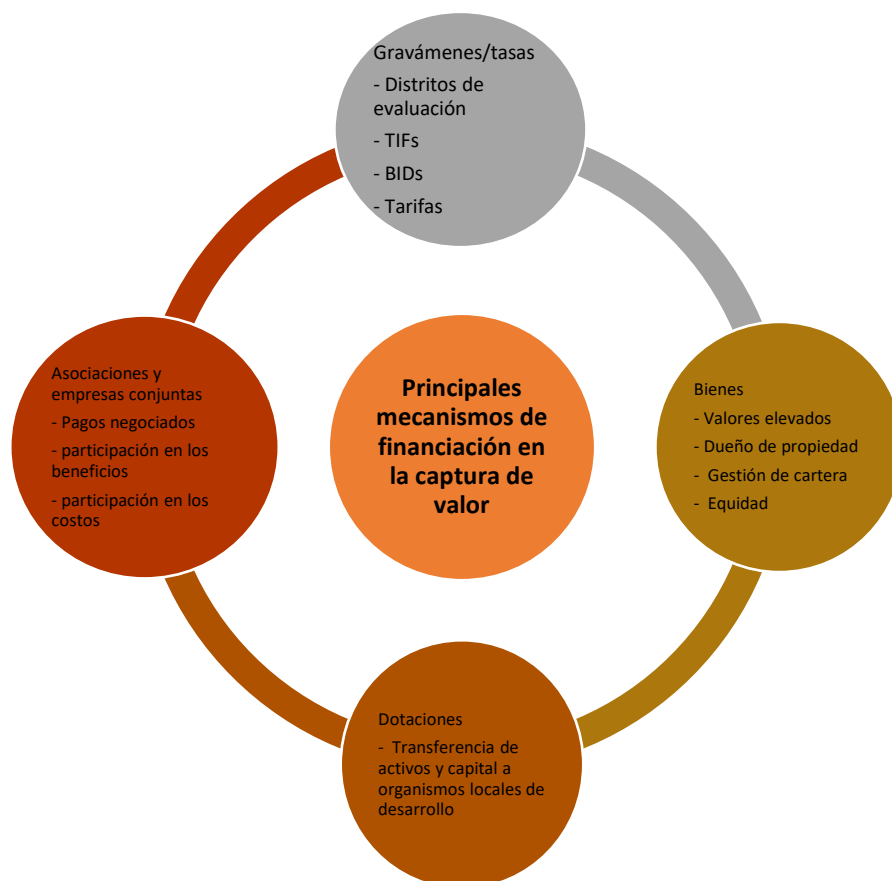 Gravámenes/tasas
- Distritos de
evaluación
- TIFs
- BIDs
- Tarifas
Asociaciones y
empresas conjuntas
- Pagos negociados
- participación en los
beneficios
- participación en los
costos
Principales
mecanismos de
financiación en
la captura de
valor
Bienes
- Valores elevados
- Dueño de propiedad
- Gestión de cartera
- Equidad
Dotaciones
- Transferencia de
activos y capital a
organismos locales de
desarrollo